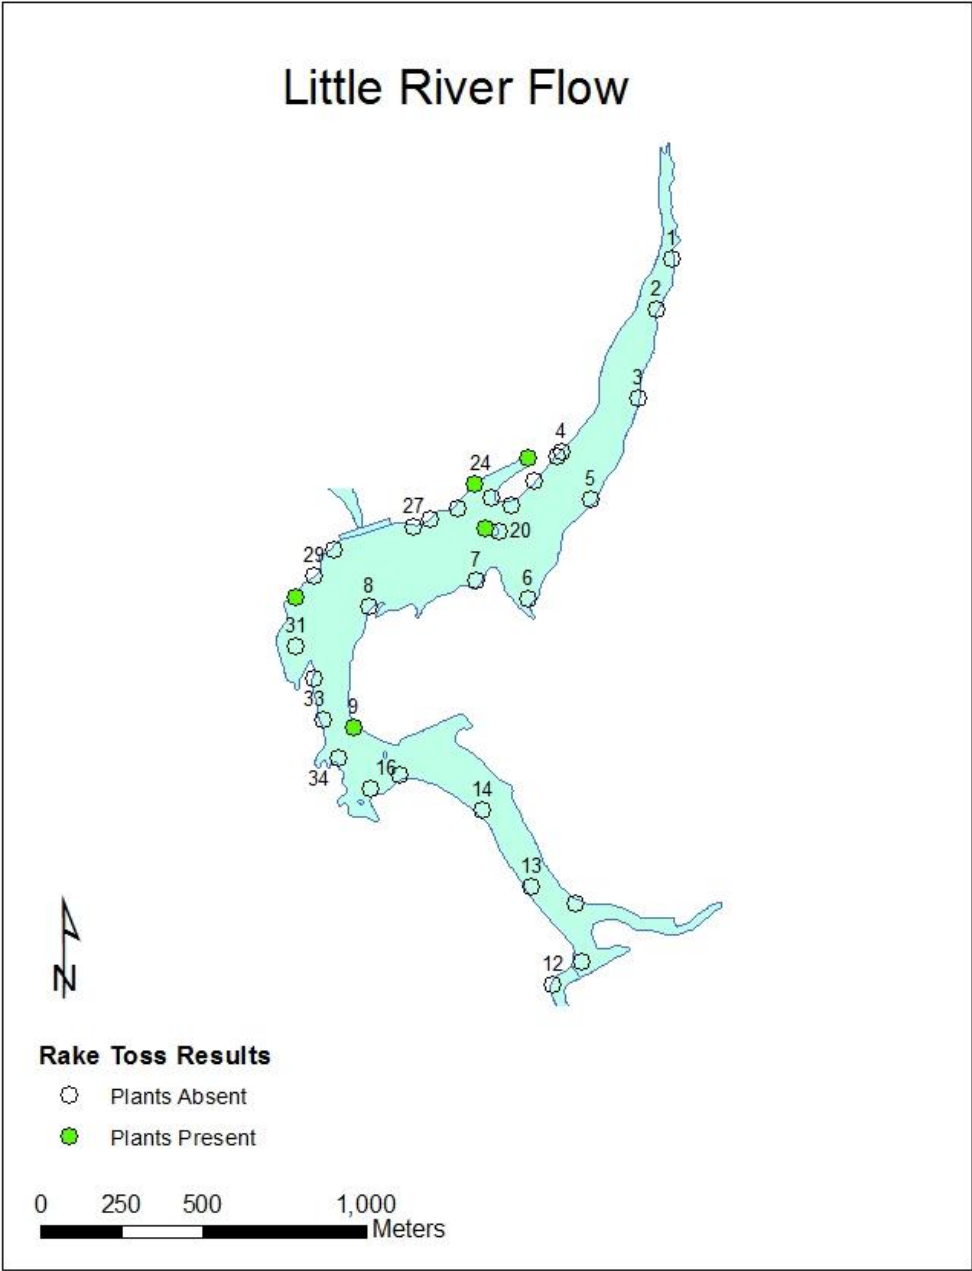 Little River Flow
1
2
3
4
24
5
27
20
7
29
6
8
31
33
9
16
34
14
13
12
N
Rake Toss Results
Plants Absent
Plants Present
0 250 500 1,000
Meters